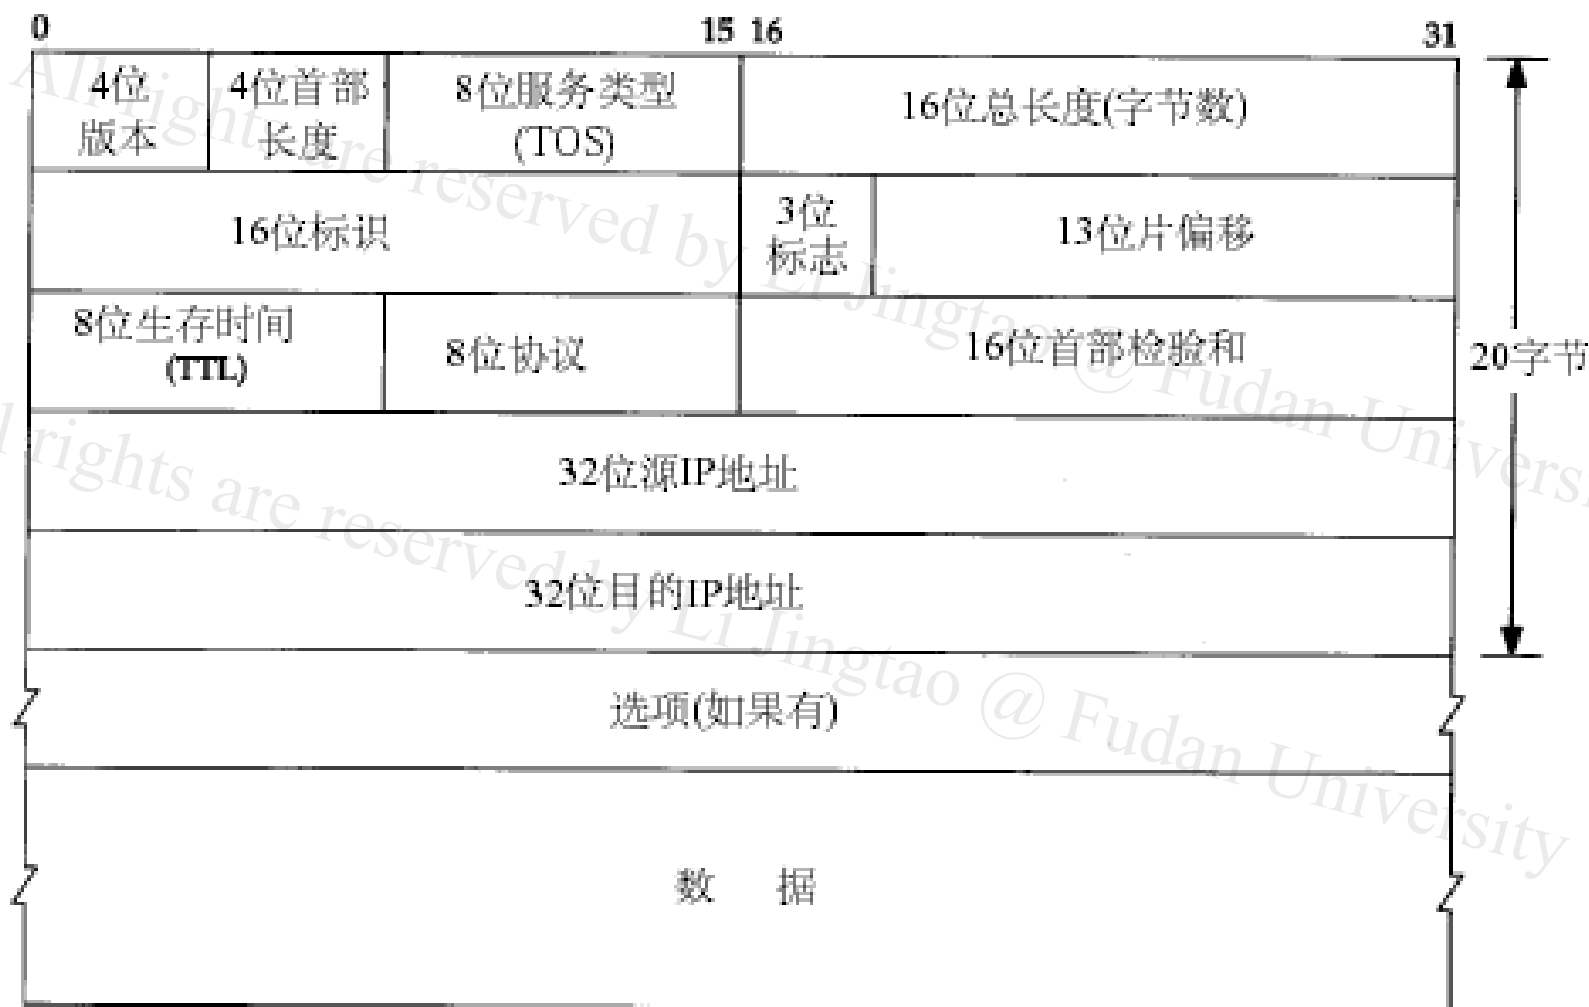 0 15 16 31
4位 4位首部 8位服务类型 16位总长度(字节数)
版本 长度 (TOS)
16位标识 3位 13位片偏移
标志
8位生存时间 8位协议 16位首部检验和 20字节
(TTL)
32位源IP地址
32位目的IP地址
选项(如果有)
数 据
All rights are reserved by Li Jingtao @ Fudan Universi
l rights are reserved by Li Jingtao @ Fudan University